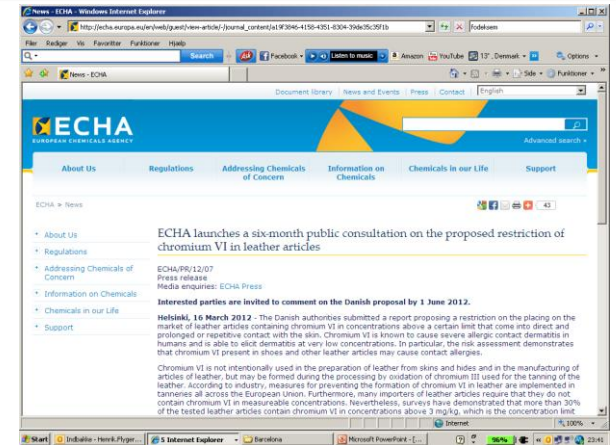 News - ECHA - Windows Internet Explorer
http://echa.europa.eu/en/web/guest/view-article/-/journal_content/a19f3846-4158-4351-8304-39de35c35f1b
fodeksem
Filer Rediger Vis Favoritter Funktioner Hjælp
Search Facebook Listen to music Amazon YouTube 13°, Denmark Options
News - ECHA
Side Funktioner
Document library News and Events Press Contact English
ECHA
EUROPEAN CHEMICALS AGENCY
Advanced search »
About Us Regulations Addressing Chemicals of Concern Information on Chemicals Chemicals in our Life Support
ECHA > News
43
About Us
Regulations
Addressing Chemicals of Concern
Information on Chemicals
Chemicals in our Life
Support
ECHA launches a six-month public consultation on the proposed restriction of
chromium VI in leather articles
ECHA/PR/12/07
Press release
Media enquiries: ECHA Press
Interested parties are invited to comment on the Danish proposal by 1 June 2012.
Helsinki, 16 March 2012 - The Danish authorities submitted a report proposing a restriction on the placing on the
market of leather articles containing chromium VI in concentrations above a certain limit that come into direct and
prolonged or repetitive contact with the skin. Chromium VI is known to cause severe allergic contact dermatitis in
humans and is able to elicit dermatitis at very low concentrations. In particular, the risk assessment demonstrates
that chromium VI present in shoes and other leather articles may cause contact allergies.
Chromium VI is not intentionally used in the preparation of leather from skins and hides and in the manufacturing of
articles of leather, but may be formed during the processing by oxidation of chromium III used for the tanning of the
leather. According to industry, measures for preventing the formation of chromium VI in leather are implemented in
tanneries all across the European Union. Furthermore, many importers of leather articles require that they do not
contain chromium VI in measureable concentrations. Nevertheless, surveys have demonstrated that more than 30%
of the tested leather articles contain chromium VI in concentrations above 3 mg/kg, which is the concentration limit
Internet 100%
Start Indbakke - Henrik.Flyger... 5 Internet Explorer Barcelona Microsoft PowerPoint - [... 96% 23:41